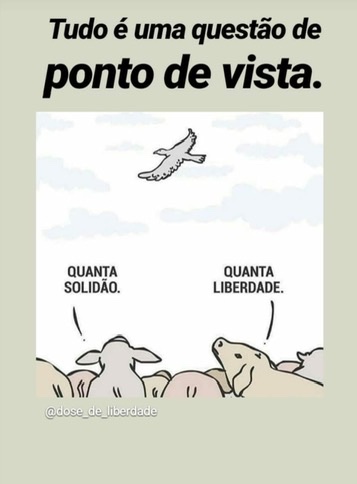 Tudo é uma questão de
ponto de vista.
QUANTA
SOLIDÃO.
QUANTA
LIBERDADE.
@dose_de_liberdade